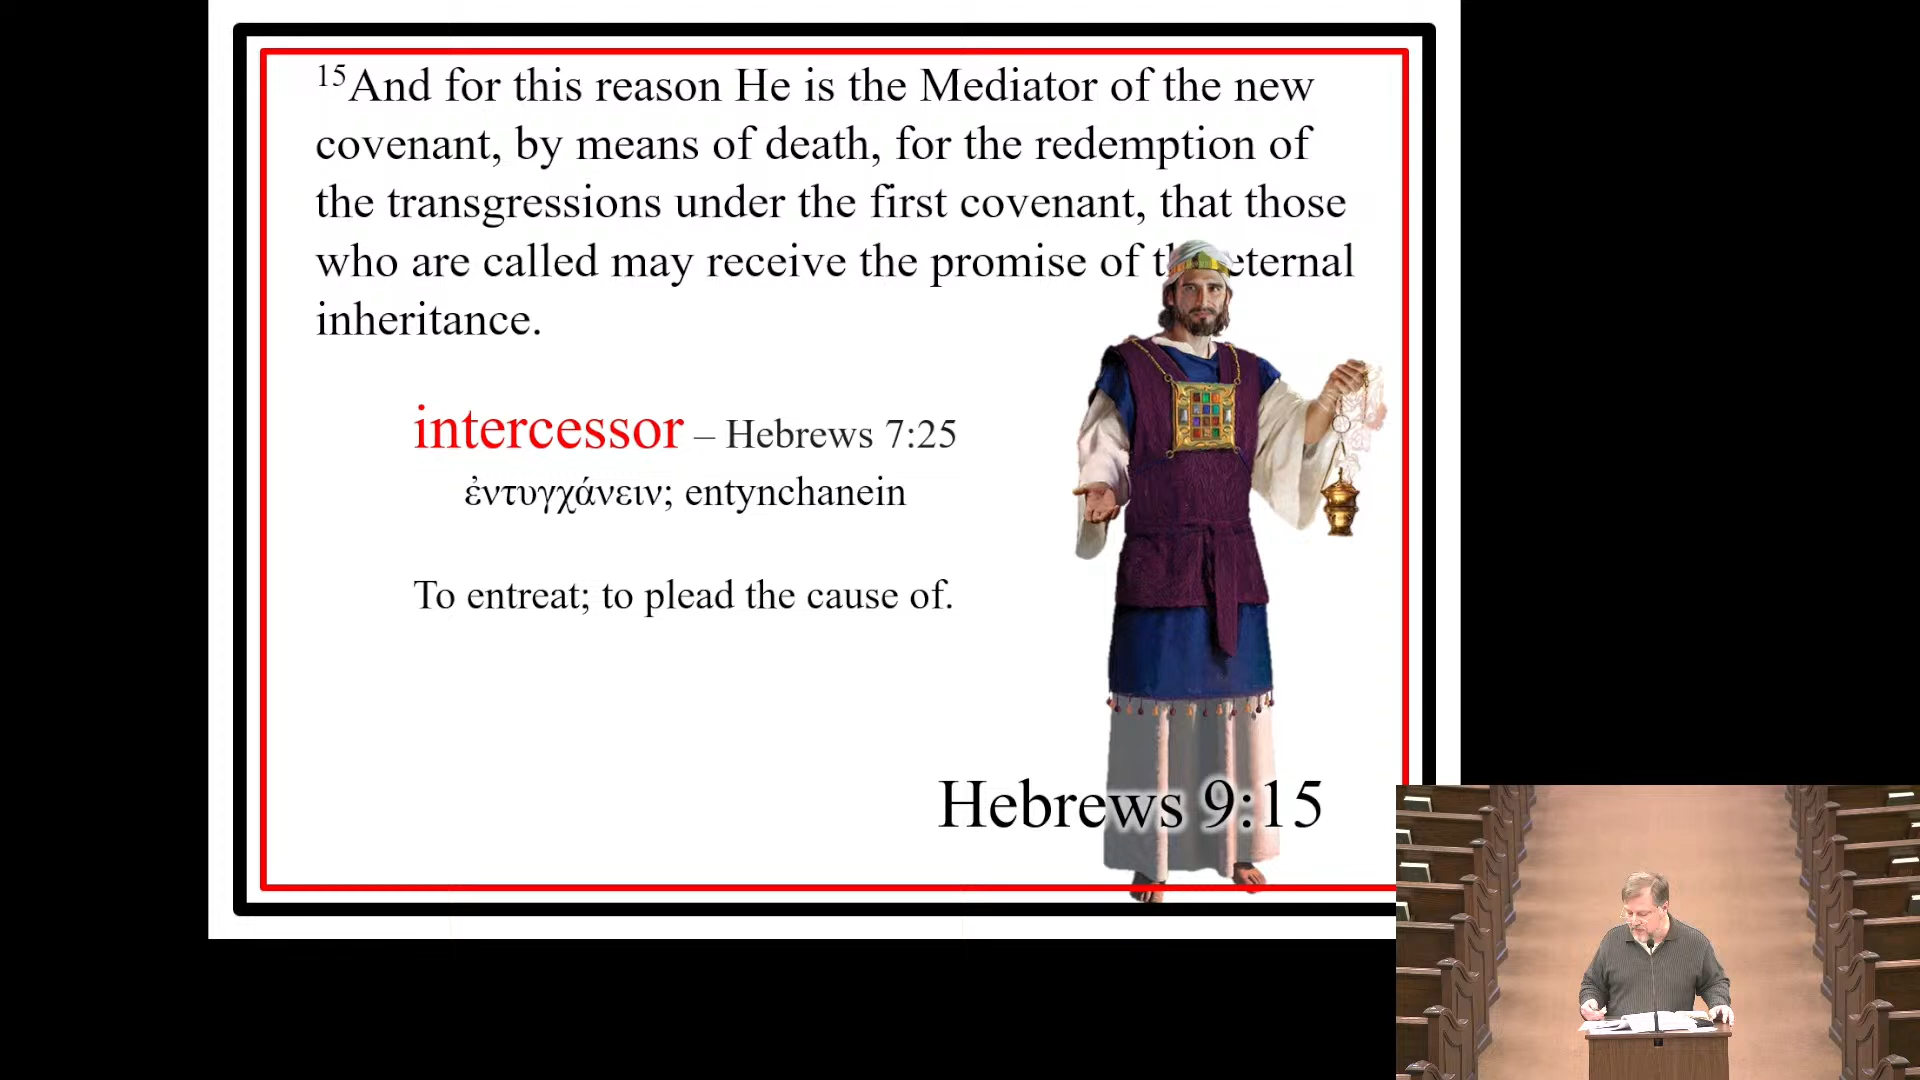 15And for this reason He is the Mediator of the new
covenant, by means of death, for the redemption of
the transgressions under the first covenant, that those
who are called may receive the promise of the eternal
inheritance.
intercessor – Hebrews 7:25
ἐντυγχάνειν; entynchanein
To entreat; to plead the cause of.
Hebrews 9:15